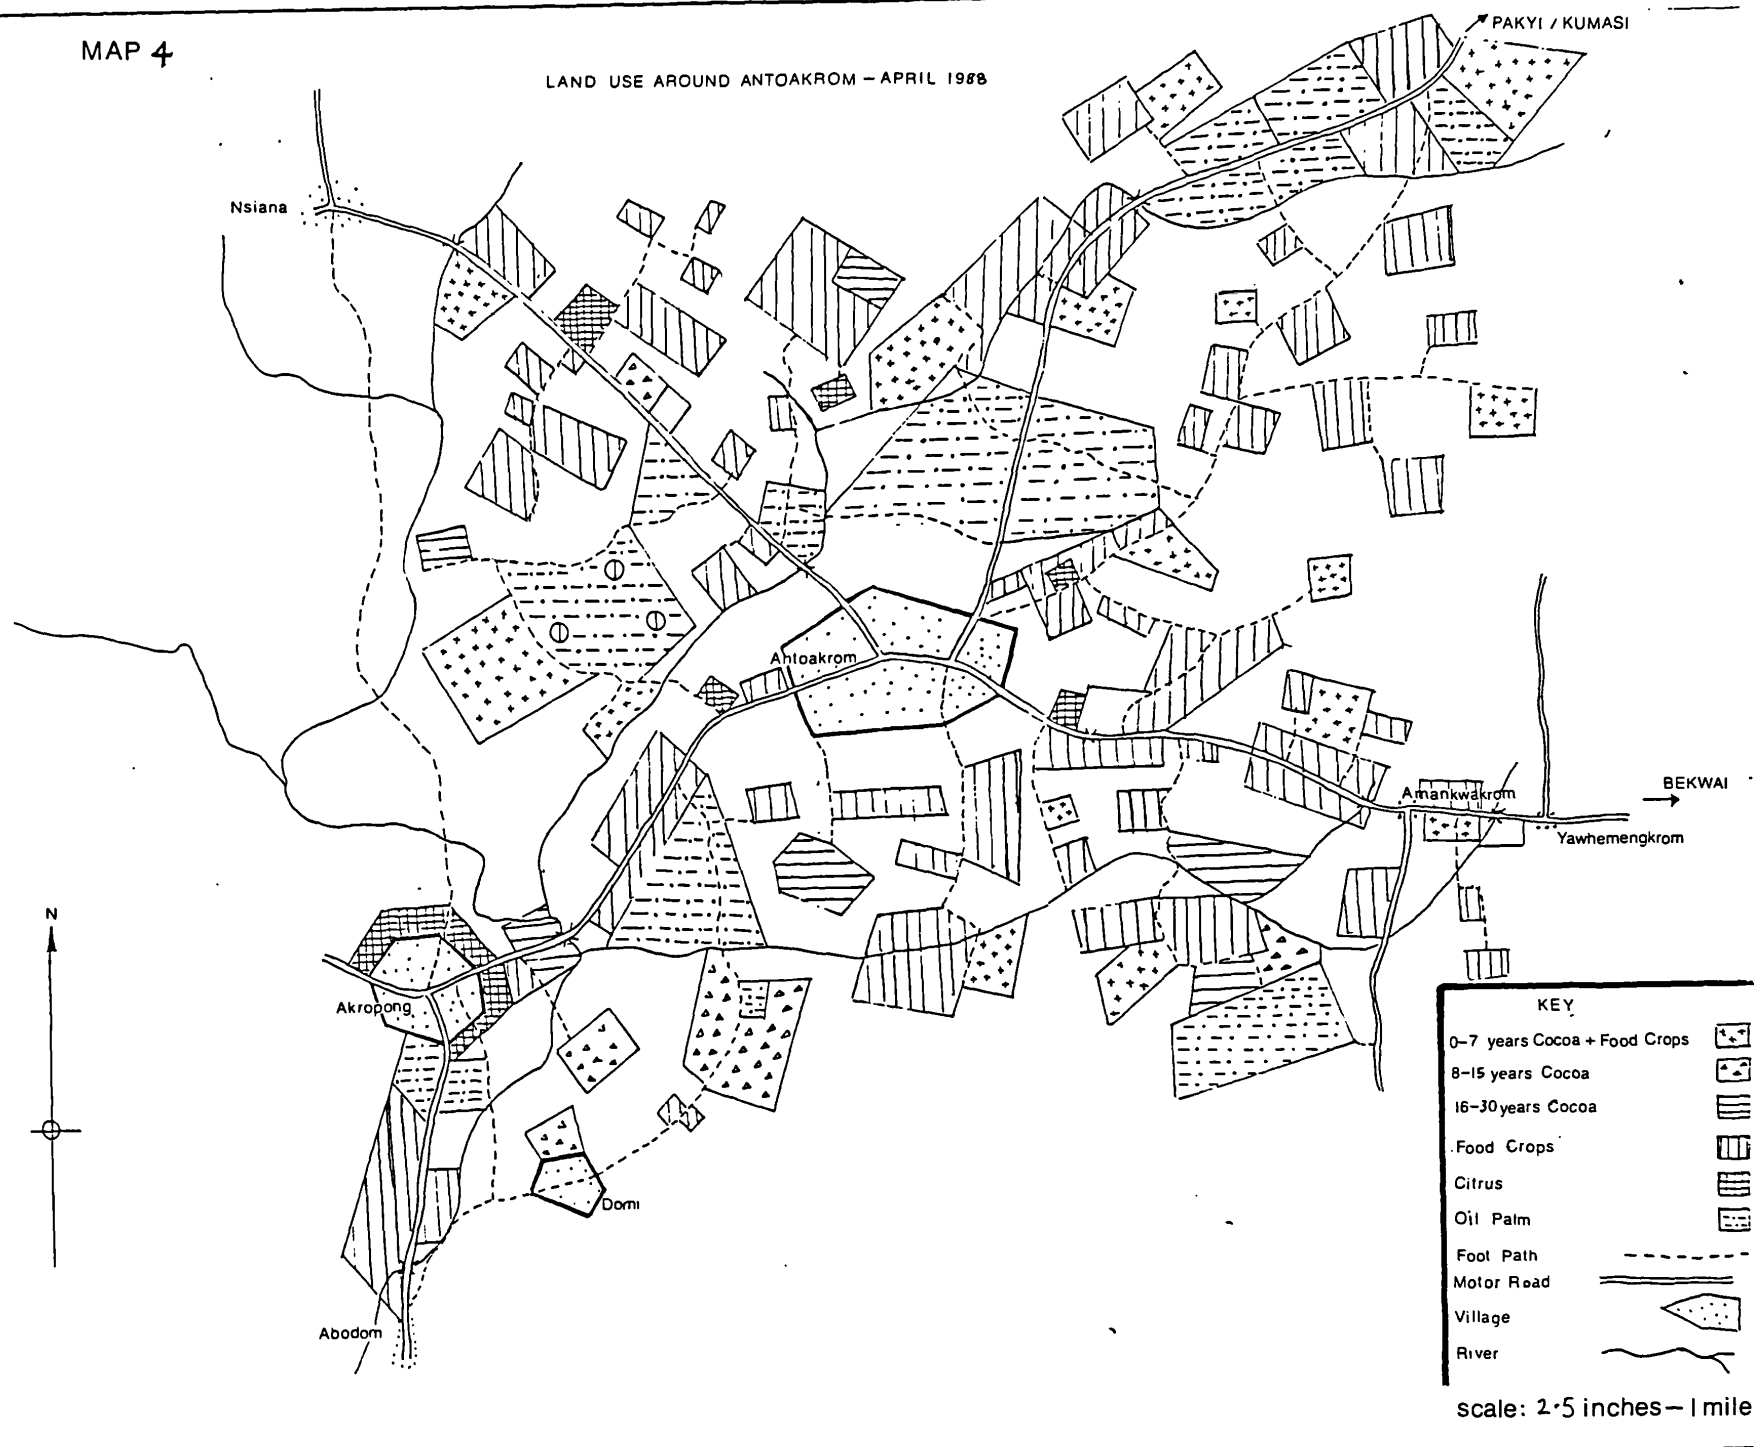 MAP 4
LAND USE AROUND ANTOAKROM – APRIL 1988
PAKYI / KUMASI
Nsiana
Antoakrom
BEKWAI
Amankwakrom
Yawhemengkrom
N
Akropong
Domi
Abodom
KEY
0-7 years Cocoa + Food Crops
8-15 years Cocoa
16-30 years Cocoa
Food Crops
Citrus
Oil Palm
Foot Path
Motor Road
Village
River
scale: 2·5 inches – 1 mile